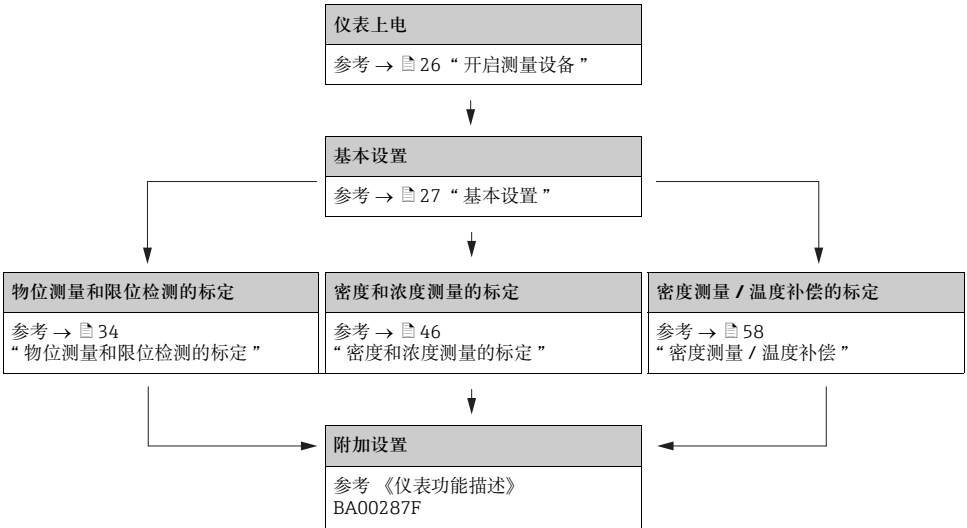 仪表上电
参考 → 26 “ 开启测量设备 ”
基本设置
参考 → 27 “ 基本设置 ”
物位测量和限位检测的标定
参考 → 34
“ 物位测量和限位检测的标定 ”
密度和浓度测量的标定
参考 → 46
“ 密度和浓度测量的标定 ”
密度测量 / 温度补偿的标定
参考 → 58
“ 密度测量 / 温度补偿 ”
附加设置
参考 《仪表功能描述》
BA00287F